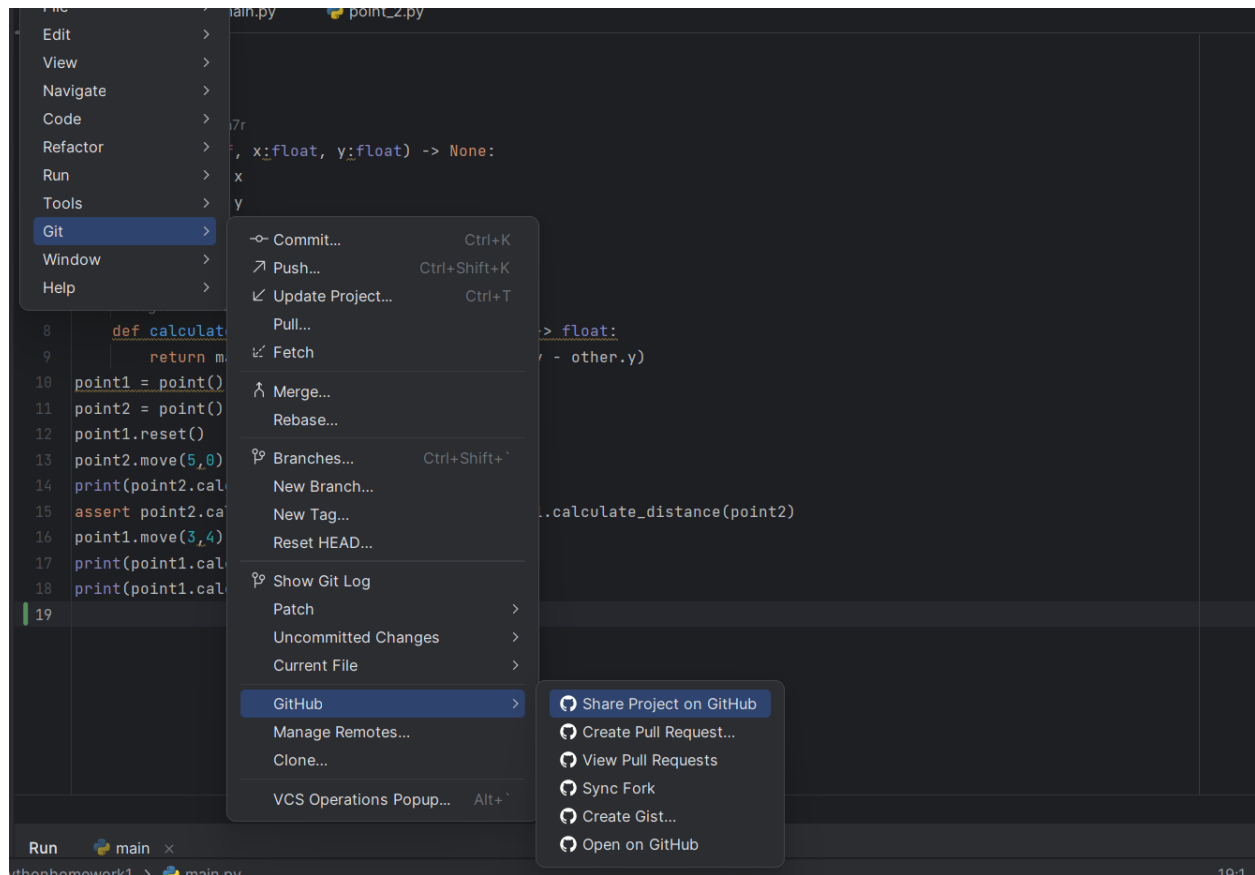 main.py point_2.py
File
Edit
View
Navigate
Code
Refactor
Run
Tools
Git
Window
Help
, x:float, y:float) -> None:
x
y
8 def calculat > float:
9 return m - other.y)
10 point1 = point()
11 point2 = point()
12 point1.reset()
13 point2.move(5,0)
14 print(point2.cal
15 assert point2.ca .calculate_distance(point2)
16 point1.move(3,4)
17 print(point1.cal
18 print(point1.cal
19
Commit... Ctrl+K
Push... Ctrl+Shift+K
Update Project... Ctrl+T
Pull...
Fetch
Merge...
Rebase...
Branches... Ctrl+Shift+`
New Branch...
New Tag...
Reset HEAD...
Show Git Log
Patch
Uncommitted Changes
Current File
GitHub
Manage Remotes...
Clone...
VCS Operations Popup... Alt+`
Share Project on GitHub
Create Pull Request...
View Pull Requests
Sync Fork
Create Gist...
Open on GitHub
Run main ×
ythonhomework1 > main.py 19:1